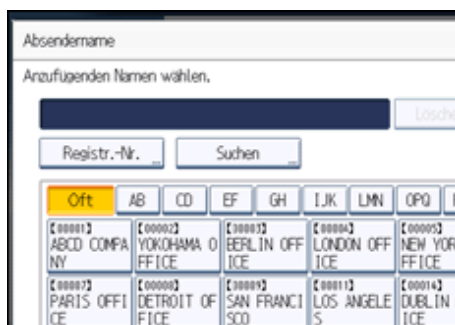 Absendername
Anzufügenden Namen wählen.
Lösche
Registr.-Nr.
Suchen
Oft AB CD EF GH IJK LMN OPQ
【00001】 【00002】 【00003】 【00004】 【00005】
ABCD COMPA YOKOHAMA O BERLIN OFF LONDON OFF NEW YOR
NY FFICE ICE ICE FFICE
【00007】 【00008】 【00009】 【00011】 【00014】
PARIS OFFI DETROIT OF SAN FRANCI LOS ANGELE DUBLIN
CE FICE SCO S ICE